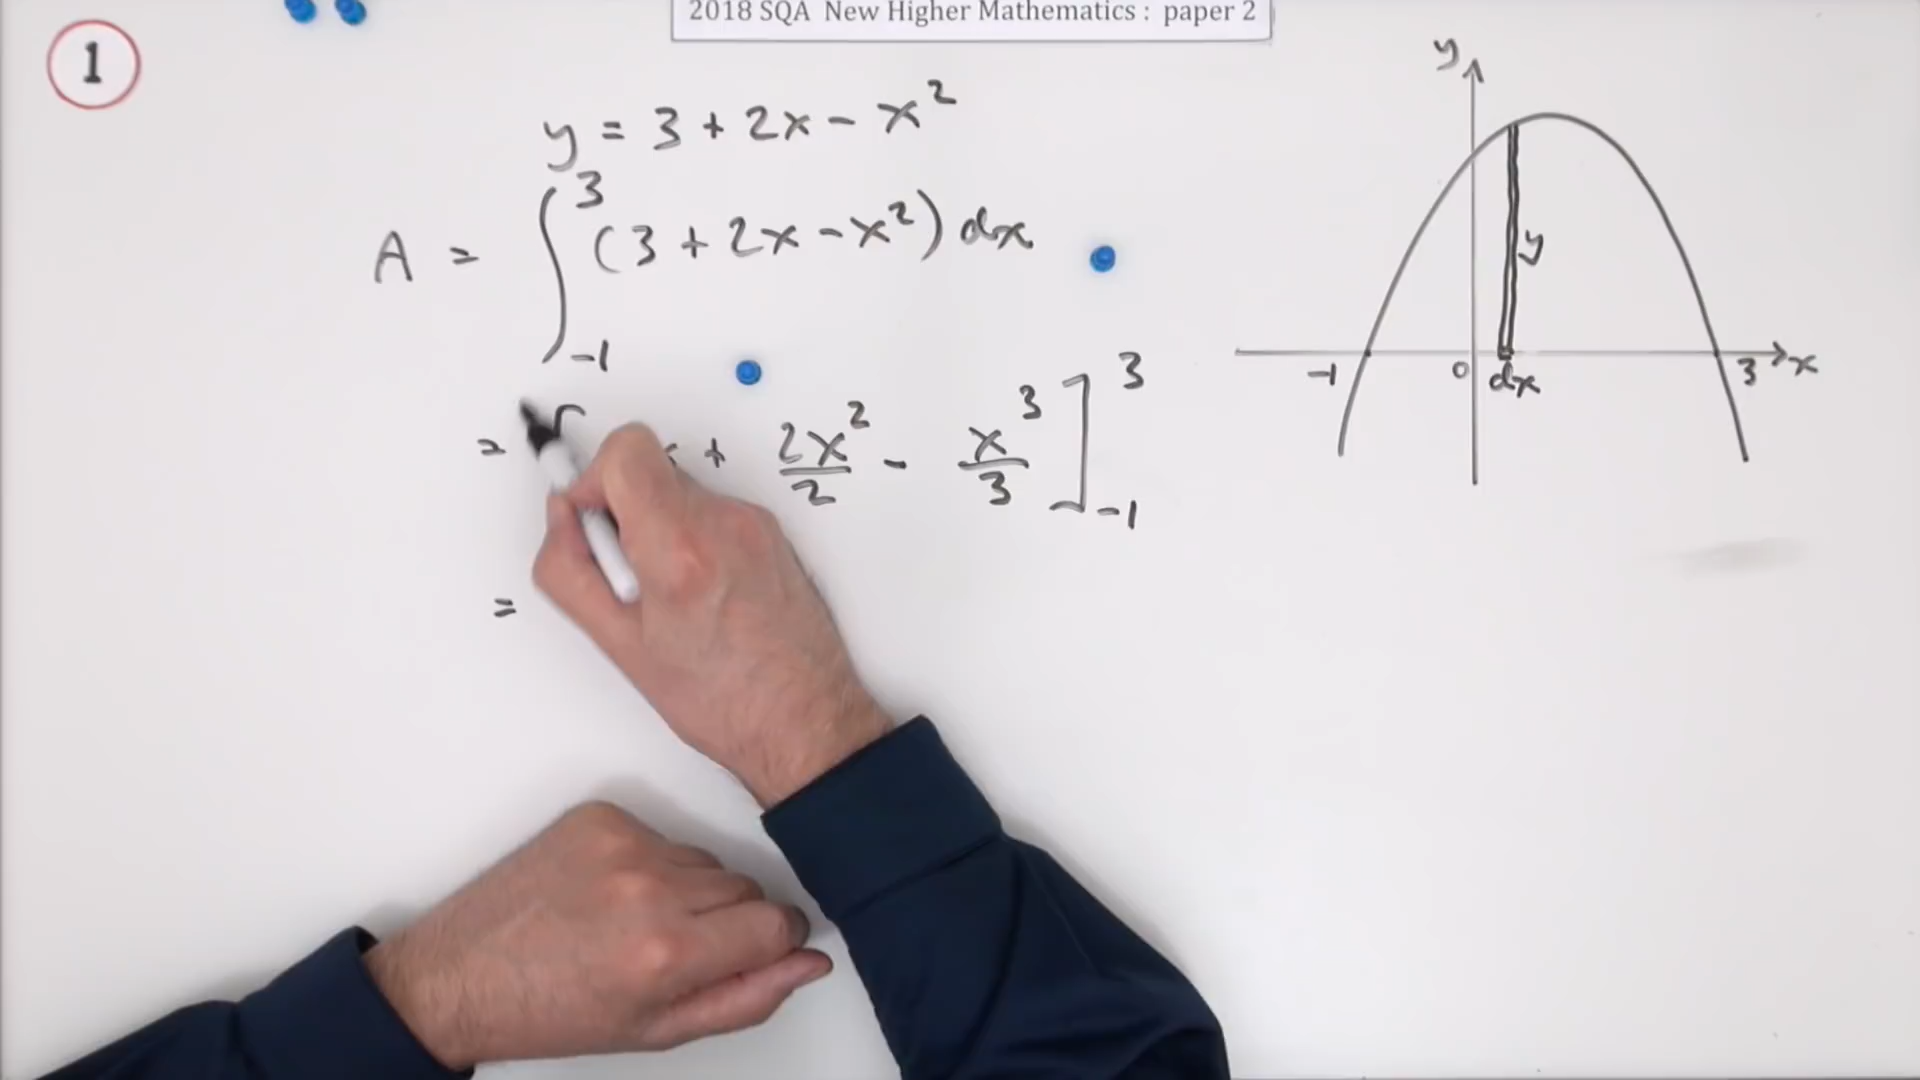 2018 SQA New Higher Mathematics : paper 2
1
y = 3 + 2x - x²
A = ∫₋₁³ (3 + 2x - x²) dx
= [ x + 2x²/2 - x³/3 ]₋₁³
=
y
y
-1 0 dx 3 x